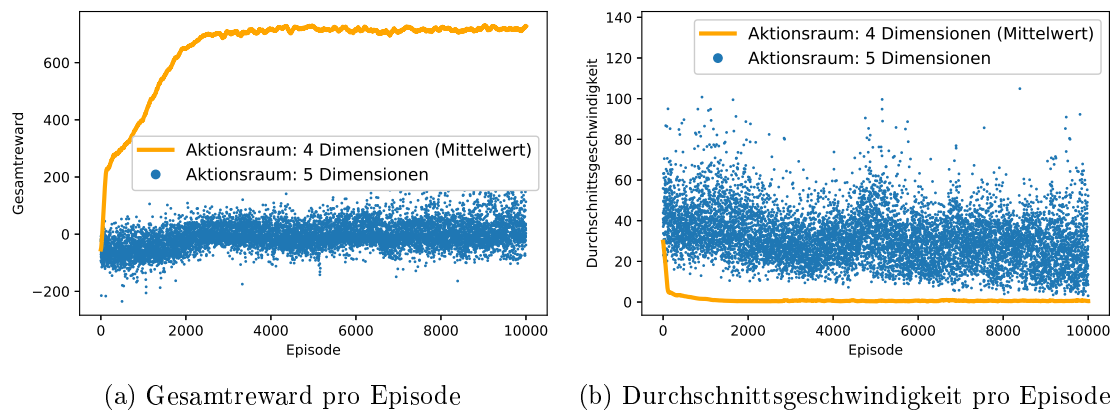 Gesamtreward
600
400
200
0
−200
Aktionsraum: 4 Dimensionen (Mittelwert)
Aktionsraum: 5 Dimensionen
0 2000 4000 6000 8000 10000
Episode
(a) Gesamtreward pro Episode
Durchschnittsgeschwindigkeit
140
120
100
80
60
40
20
0
Aktionsraum: 4 Dimensionen (Mittelwert)
Aktionsraum: 5 Dimensionen
0 2000 4000 6000 8000 10000
Episode
(b) Durchschnittsgeschwindigkeit pro Episode